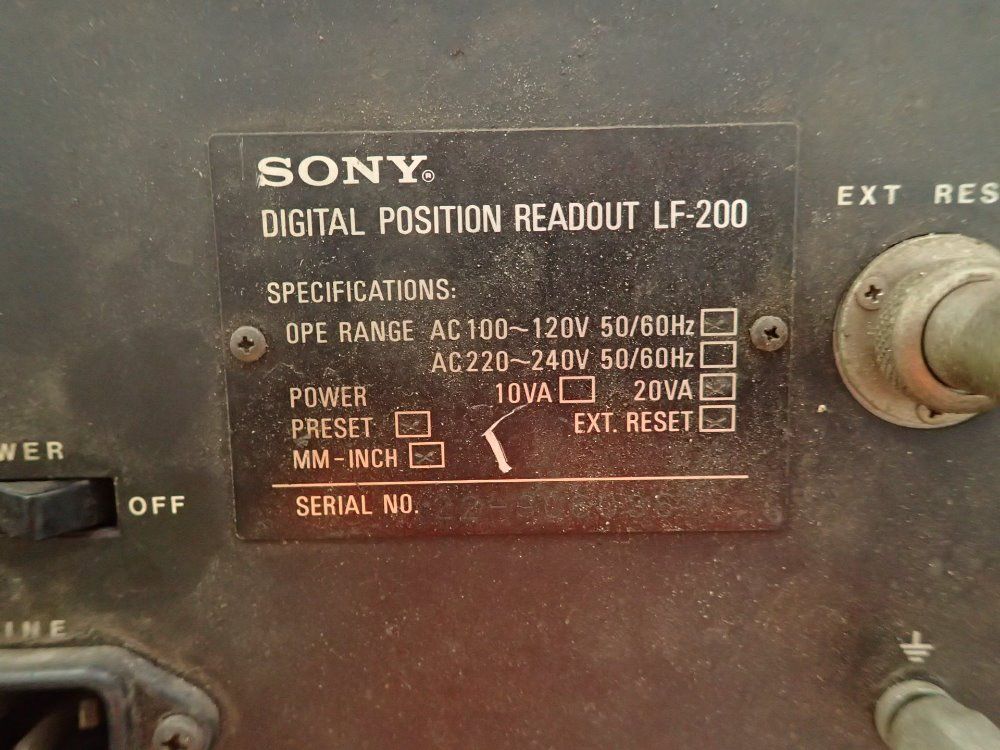 SONY®
DIGITAL POSITION READOUT LF-200
SPECIFICATIONS:
OPE RANGE AC100~120V 50/60Hz
AC220~240V 50/60Hz
POWER 10VA 20VA
PRESET EXT. RESET
MM-INCH
SERIAL NO.
EXT RES
WER
OFF
INE